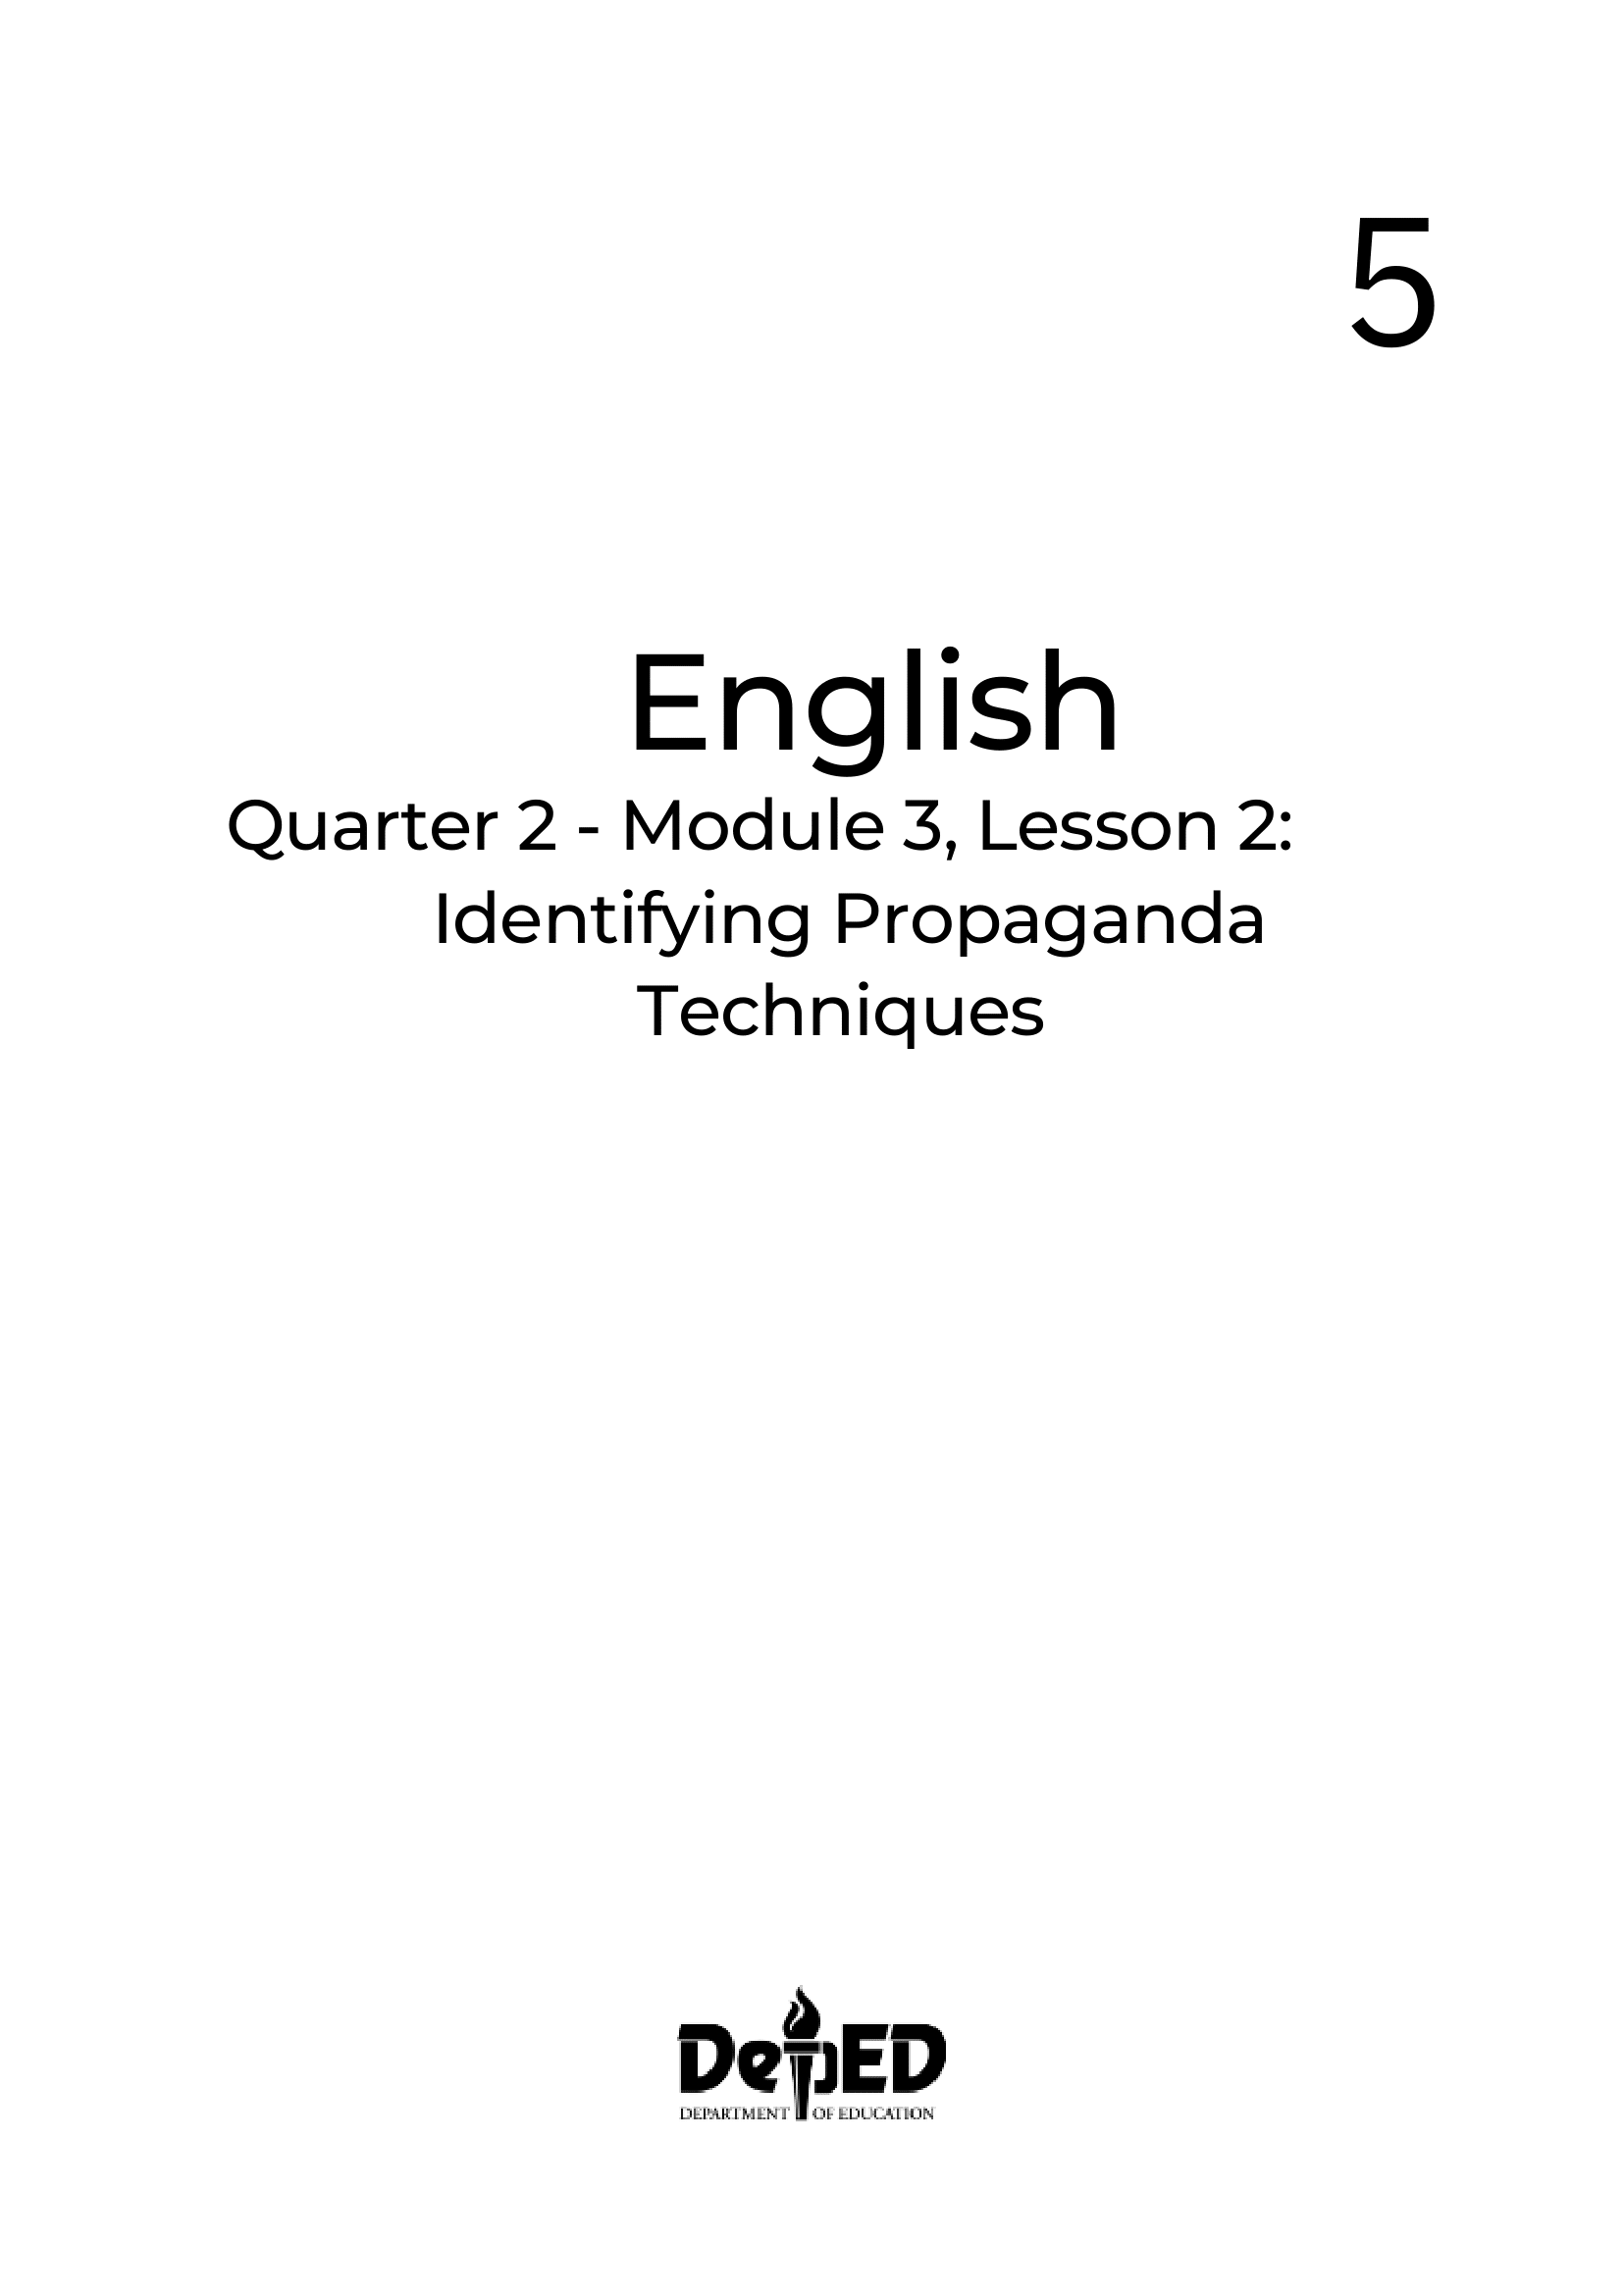 5
English
Quarter 2 - Module 3, Lesson 2:
Identifying Propaganda
Techniques
DepED
DEPARTMENT OF EDUCATION